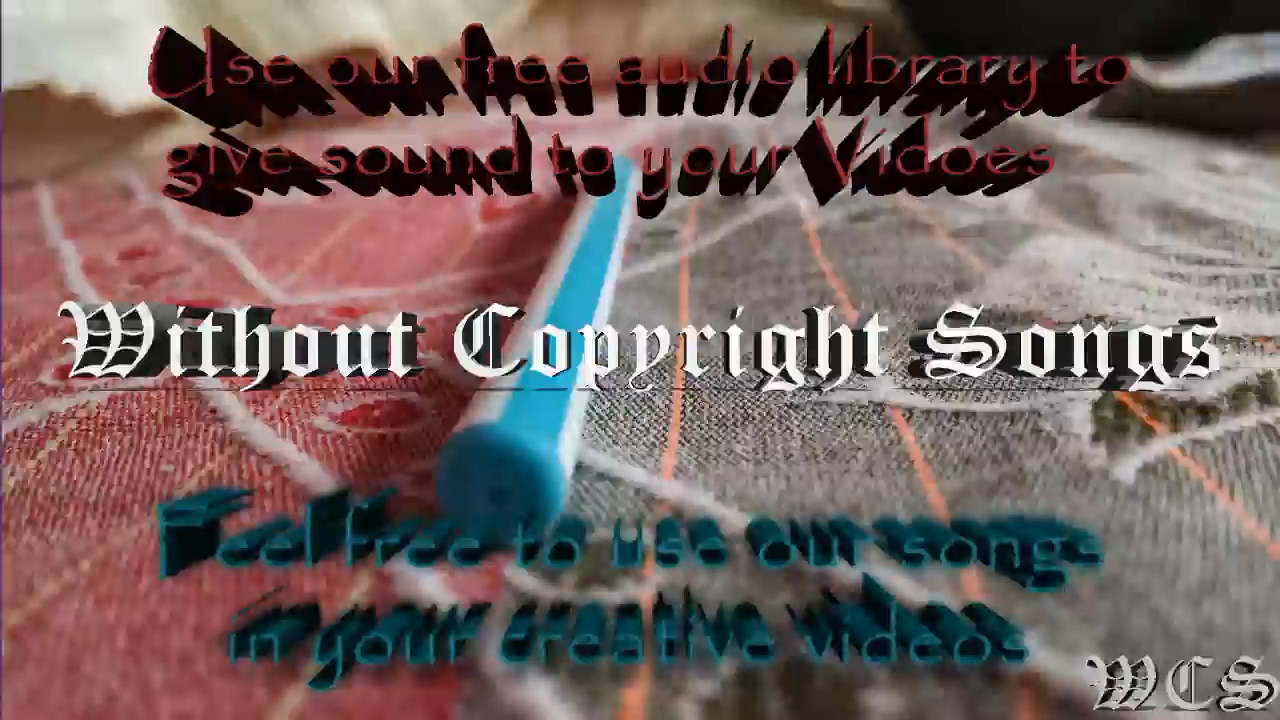 Use our free audio library to
give sound to your Vidoes
Without Copyright Songs
Feel free to use our songs
in your creative videos
WCS